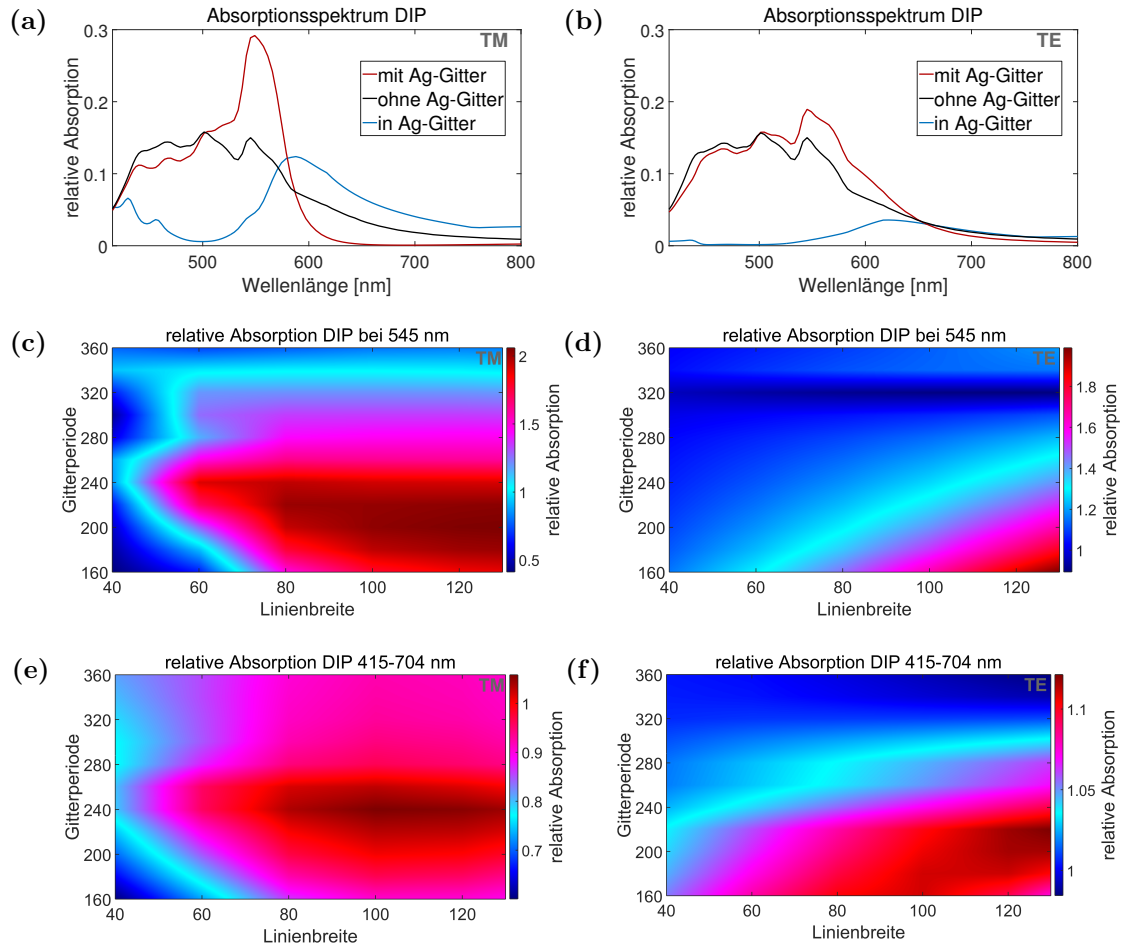 (a)
Absorptionsspektrum DIP
TM
0.3
0.2
0.1
0
relative Absorption
mit Ag-Gitter
ohne Ag-Gitter
in Ag-Gitter
500 600 700 800
Wellenlänge [nm]
(b)
Absorptionsspektrum DIP
TE
0.3
0.2
0.1
0
relative Absorption
mit Ag-Gitter
ohne Ag-Gitter
in Ag-Gitter
500 600 700 800
Wellenlänge [nm]
(c)
relative Absorption DIP bei 545 nm
TM
360
320
280
240
200
160
Gitterperiode
40 60 80 100 120
Linienbreite
2
1.5
1
0.5
relative Absorption
(d)
relative Absorption DIP bei 545 nm
TE
360
320
280
240
200
160
Gitterperiode
40 60 80 100 120
Linienbreite
1.8
1.6
1.4
1.2
1
relative Absorption
(e)
relative Absorption DIP 415-704 nm
TM
360
320
280
240
200
160
Gitterperiode
40 60 80 100 120
Linienbreite
1
0.9
0.8
0.7
relative Absorption
(f)
relative Absorption DIP 415-704 nm
TE
360
320
280
240
200
160
Gitterperiode
40 60 80 100 120
Linienbreite
1.1
1.05
1
relative Absorption